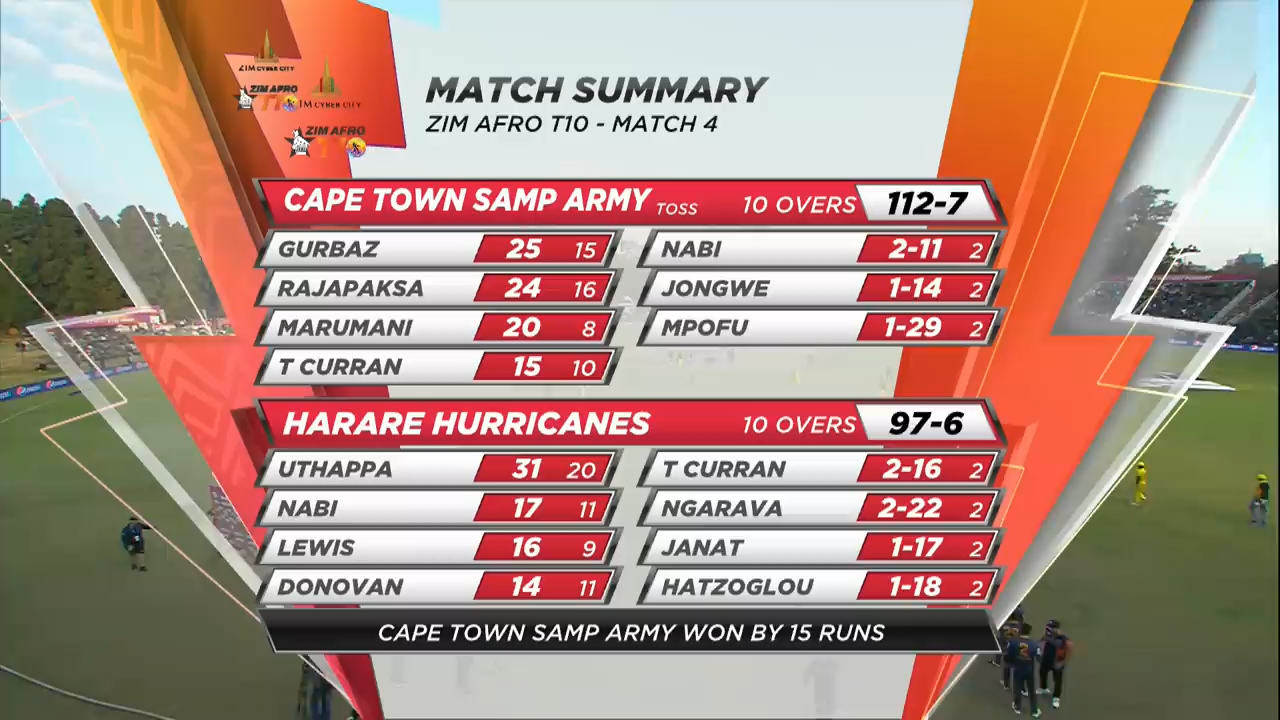 ZIM CYBER CITY
ZIM AFRO
T10
IM CYBER CITY
ZIM AFRO
MATCH SUMMARY
ZIM AFRO T10 - MATCH 4
CAPE TOWN SAMP ARMY TOSS 10 OVERS 112-7
GURBAZ 25 15 NABI 2-11 2
RAJAPAKSA 24 16 JONGWE 1-14 2
MARUMANI 20 8 MPOFU 1-29 2
T CURRAN 15 10
HARARE HURRICANES 10 OVERS 97-6
UTHAPPA 31 20 T CURRAN 2-16 2
NABI 17 11 NGARAVA 2-22 2
LEWIS 16 9 JANAT 1-17 2
DONOVAN 14 11 HATZOGLOU 1-18 2
CAPE TOWN SAMP ARMY WON BY 15 RUNS